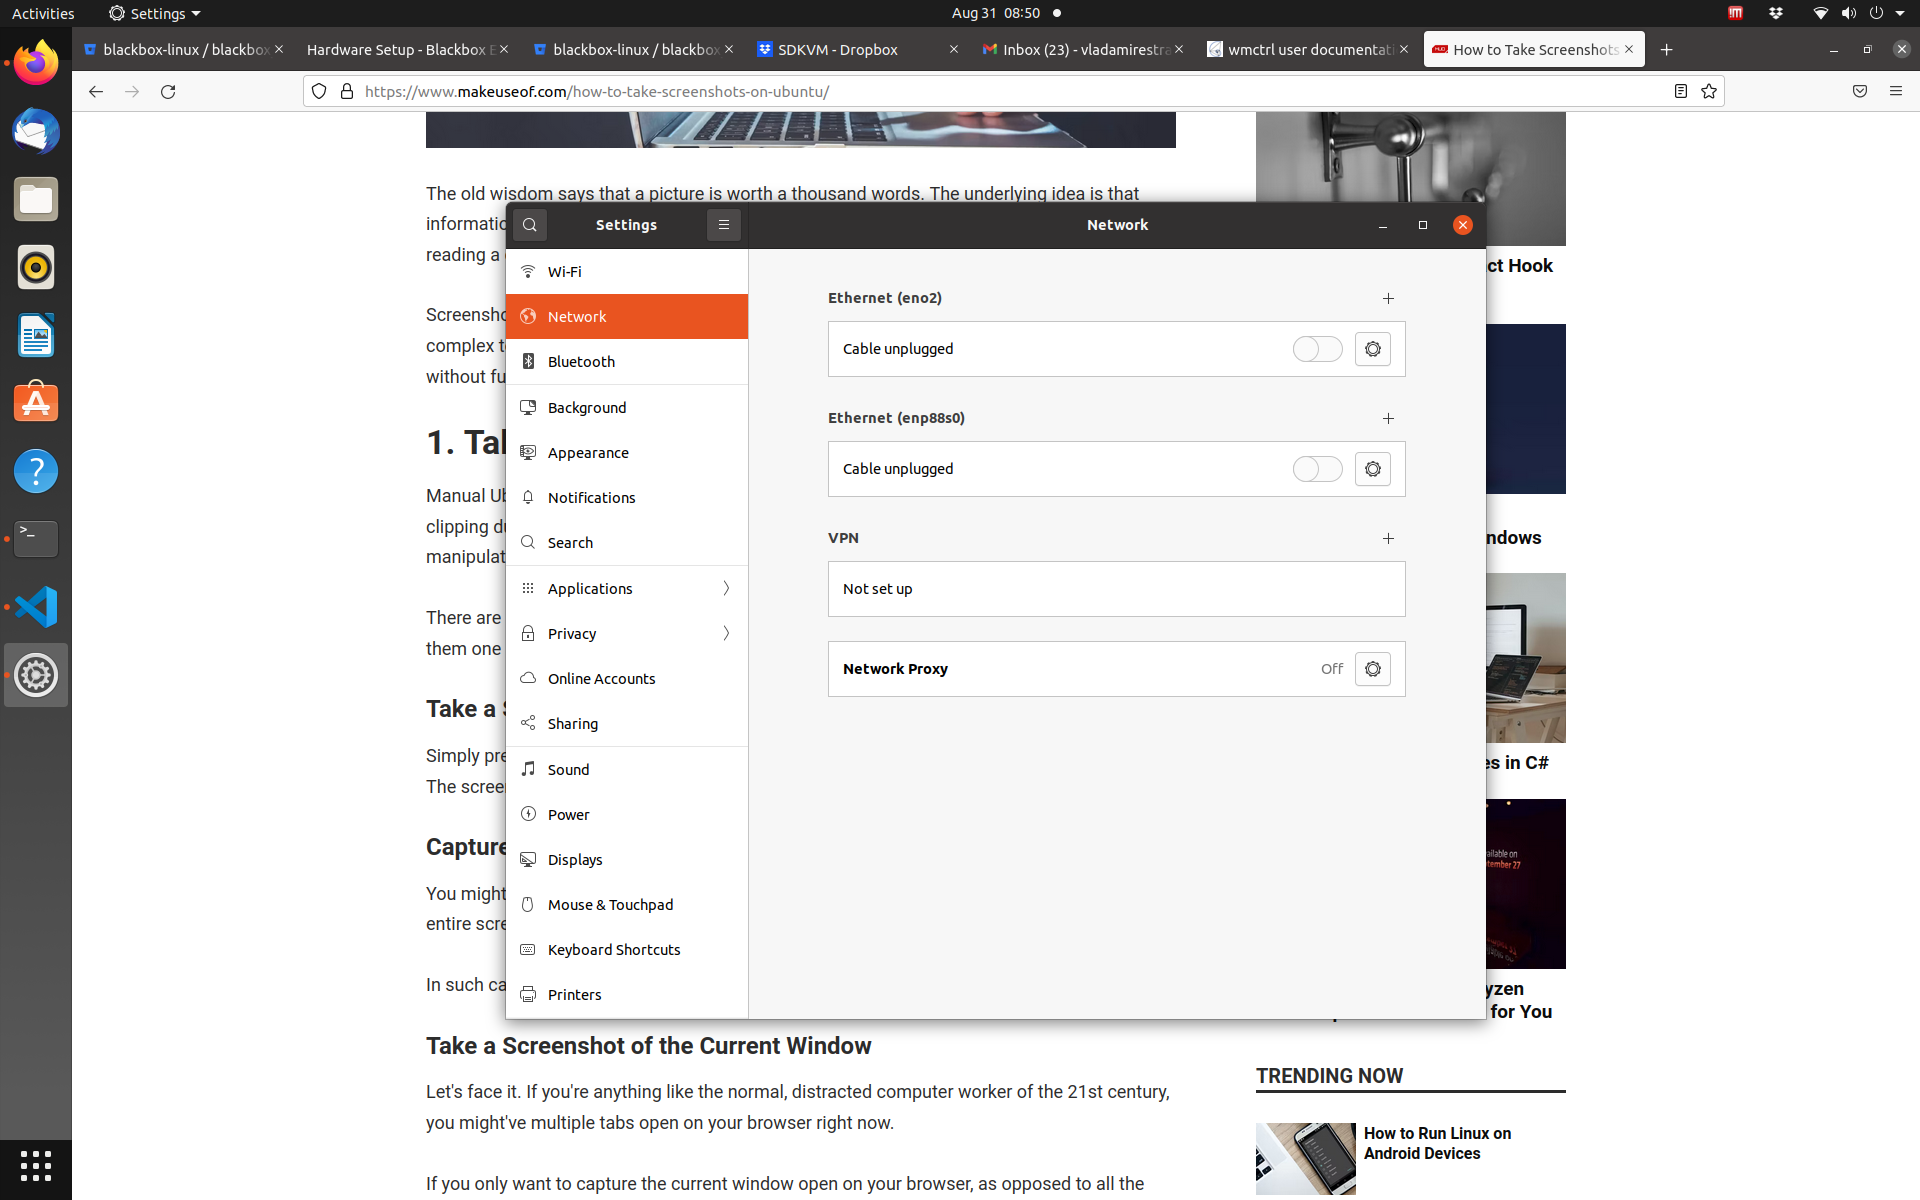 Activities
Settings
Aug 31 08:50
blackbox-linux / blackbox
Hardware Setup - Blackbox E
blackbox-linux / blackbox
SDKVM - Dropbox
Inbox (23) - vladamirestra
wmctrl user documentati
How to Take Screenshots
https://www.makeuseof.com/how-to-take-screenshots-on-ubuntu/
The old wisdom says that a picture is worth a thousand words. The underlying idea is that
informatio
reading a
Screensho
complex t
without fu
1. Tak
Manual Ub
clipping du
manipulat
There are
them one
Take a S
Simply pre
The screen
Capture
You might
entire scre
In such ca
Take a Screenshot of the Current Window
Let's face it. If you're anything like the normal, distracted computer worker of the 21st century,
you might've multiple tabs open on your browser right now.
If you only want to capture the current window open on your browser, as opposed to all the
Settings
Network
Wi-Fi
Network
Bluetooth
Background
Appearance
Notifications
Search
Applications
Privacy
Online Accounts
Sharing
Sound
Power
Displays
Mouse & Touchpad
Keyboard Shortcuts
Printers
Ethernet (eno2)
Cable unplugged
Ethernet (enp88s0)
Cable unplugged
VPN
Not set up
Network Proxy
Off
ct Hook
ndows
es in C#
ailable on
tember 27
yzen
for You
TRENDING NOW
How to Run Linux on
Android Devices